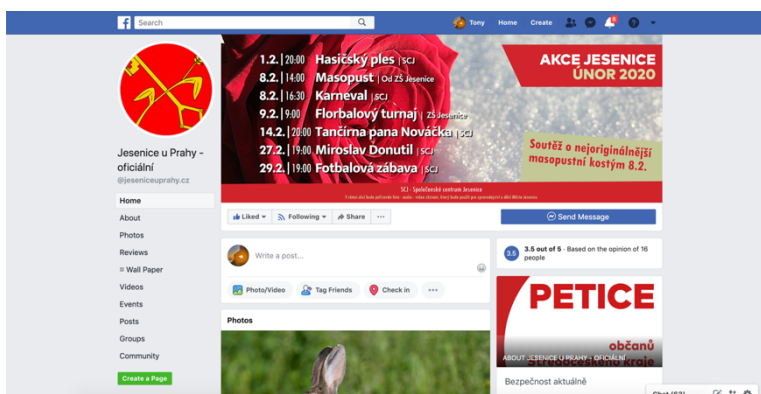 Search
Tony
Home
Create
1.2. | 20:00 Hasičský ples | SCJ
8.2. | 14:00 Masopust | Od ZŠ Jesenice
8.2. | 16:30 Karneval | SCJ
9.2. | 9:00 Florbalový turnaj | ZŠ Jesenice
14.2. | 20:00 Tančírna pana Nováčka | SCJ
27.2. | 19:00 Miroslav Donutil | SCJ
29.2. | 19:00 Fotbalová zábava | SCJ
AKCE JESENICE
ÚNOR 2020
Soutěž o nejoriginálnější
masopustní kostým 8.2.
SCJ - Společenské centrum Jesenice
Jesenice u Prahy -
oficiální
@jeseniceuprahy.cz
Home
About
Photos
Reviews
¤ Wall Paper
Videos
Events
Posts
Groups
Community
Create a Page
Liked
Following
Share
Send Message
Write a post...
Photo/Video
Tag Friends
Check in
Photos
3.5
3.5 out of 5 · Based on the opinion of 16
people
PETICE
občanů
Středočeského kraje
ABOUT JESENICE U PRAHY - OFICIÁLNÍ
Bezpečnost aktuálně